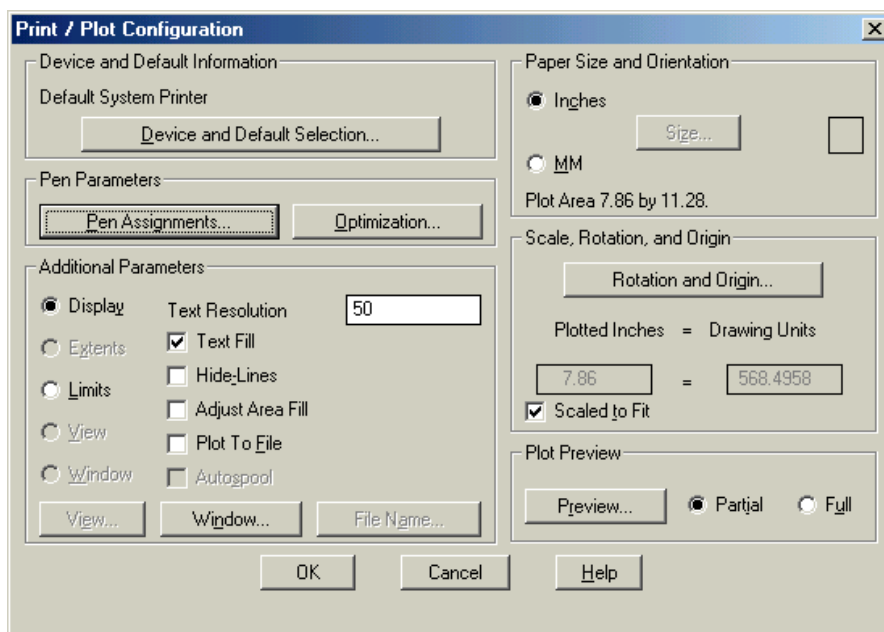 Print / Plot Configuration
Device and Default Information
Default System Printer
Device and Default Selection...
Pen Parameters
Pen Assignments...
Optimization...
Additional Parameters
Display
Extents
Limits
View
Window
Text Resolution
50
Text Fill
Hide-Lines
Adjust Area Fill
Plot To File
Autospool
View...
Window...
File Name...
Paper Size and Orientation
Inches
Size...
MM
Plot Area 7.86 by 11.28.
Scale, Rotation, and Origin
Rotation and Origin...
Plotted Inches = Drawing Units
7.86 = 568.4958
Scaled to Fit
Plot Preview
Preview...
Partial
Full
OK
Cancel
Help